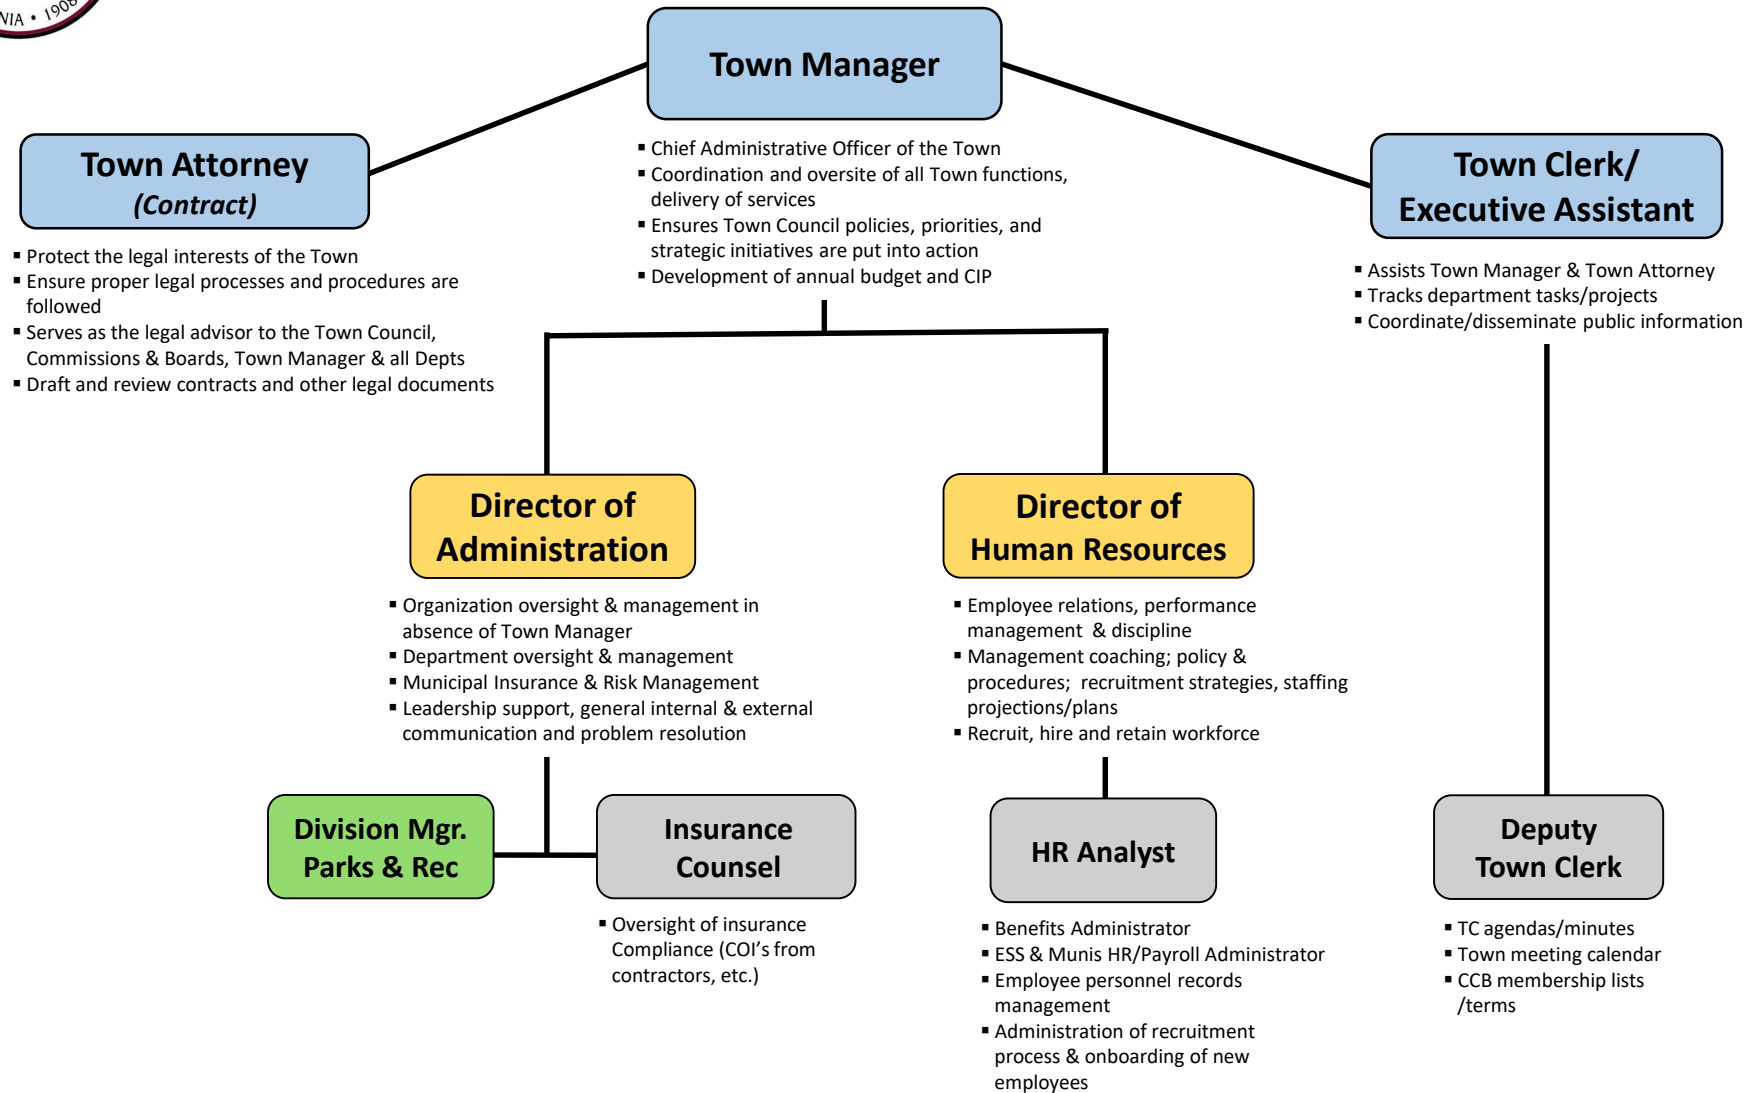 NIA • 1908
Town Manager
▪ Chief Administrative Officer of the Town
▪ Coordination and oversite of all Town functions,
delivery of services
▪ Ensures Town Council policies, priorities, and
strategic initiatives are put into action
▪ Development of annual budget and CIP
Town Attorney
(Contract)
▪ Protect the legal interests of the Town
▪ Ensure proper legal processes and procedures are
followed
▪ Serves as the legal advisor to the Town Council,
Commissions & Boards, Town Manager & all Depts
▪ Draft and review contracts and other legal documents
Town Clerk/
Executive Assistant
▪ Assists Town Manager & Town Attorney
▪ Tracks department tasks/projects
▪ Coordinate/disseminate public information
Director of
Administration
▪ Organization oversight & management in
absence of Town Manager
▪ Department oversight & management
▪ Municipal Insurance & Risk Management
▪ Leadership support, general internal & external
communication and problem resolution
Director of
Human Resources
▪ Employee relations, performance
management & discipline
▪ Management coaching; policy &
procedures; recruitment strategies, staffing
projections/plans
▪ Recruit, hire and retain workforce
Division Mgr.
Parks & Rec
Insurance
Counsel
▪ Oversight of insurance
Compliance (COI's from
contractors, etc.)
HR Analyst
▪ Benefits Administrator
▪ ESS & Munis HR/Payroll Administrator
▪ Employee personnel records
management
▪ Administration of recruitment
process & onboarding of new
employees
Deputy
Town Clerk
▪ TC agendas/minutes
▪ Town meeting calendar
▪ CCB membership lists
/terms